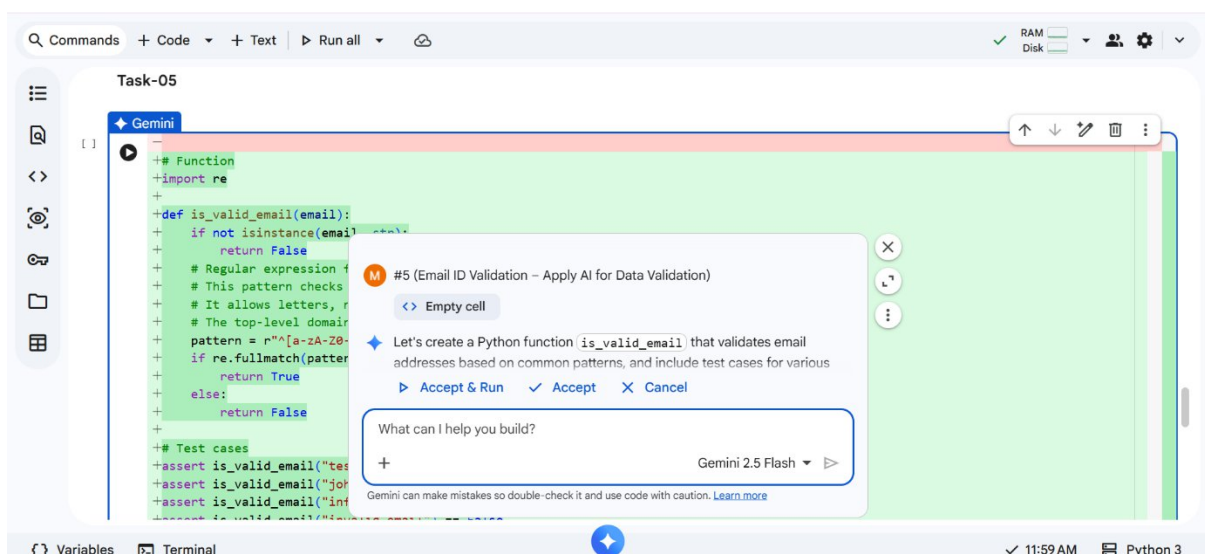 Commands + Code + Text Run all RAM Disk
Task-05
Gemini
[ ]
+# Function
+import re
+
+def is_valid_email(email):
+    if not isinstance(email, str):
+        return False
+    # Regular expression f
+    # This pattern checks
+    # It allows letters, n
+    # The top-level domain
+    pattern = r"^[a-zA-Z0-
+    if re.fullmatch(patter
+        return True
+    else:
+        return False
+
+# Test cases
+assert is_valid_email("tes
+assert is_valid_email("joh
+assert is_valid_email("inf
M #5 (Email ID Validation – Apply AI for Data Validation)
<> Empty cell
Let's create a Python function is_valid_email that validates email
addresses based on common patterns, and include test cases for various
Accept & Run Accept Cancel
What can I help you build?
+ Gemini 2.5 Flash
Gemini can make mistakes so double-check it and use code with caution. Learn more
{} Variables Terminal 11:59 AM Python 3